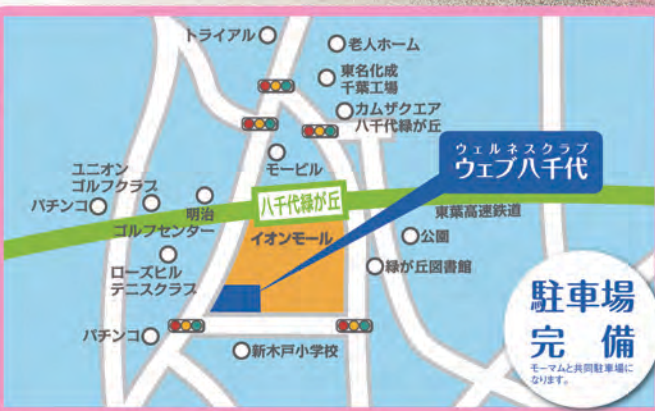 トライアル
老人ホーム
東名化成
千葉工場
カムザクエア
八千代緑が丘
モービル
ウェルネスクラブ
ウェブ八千代
ユニオン
ゴルフクラブ
パチンコ
明治
ゴルフセンター
八千代緑が丘
東葉高速鉄道
イオンモール
公園
緑が丘図書館
ローズヒル
テニスクラブ
パチンコ
新木戸小学校
駐車場
完備
モーマムと共同駐車場に
なります。